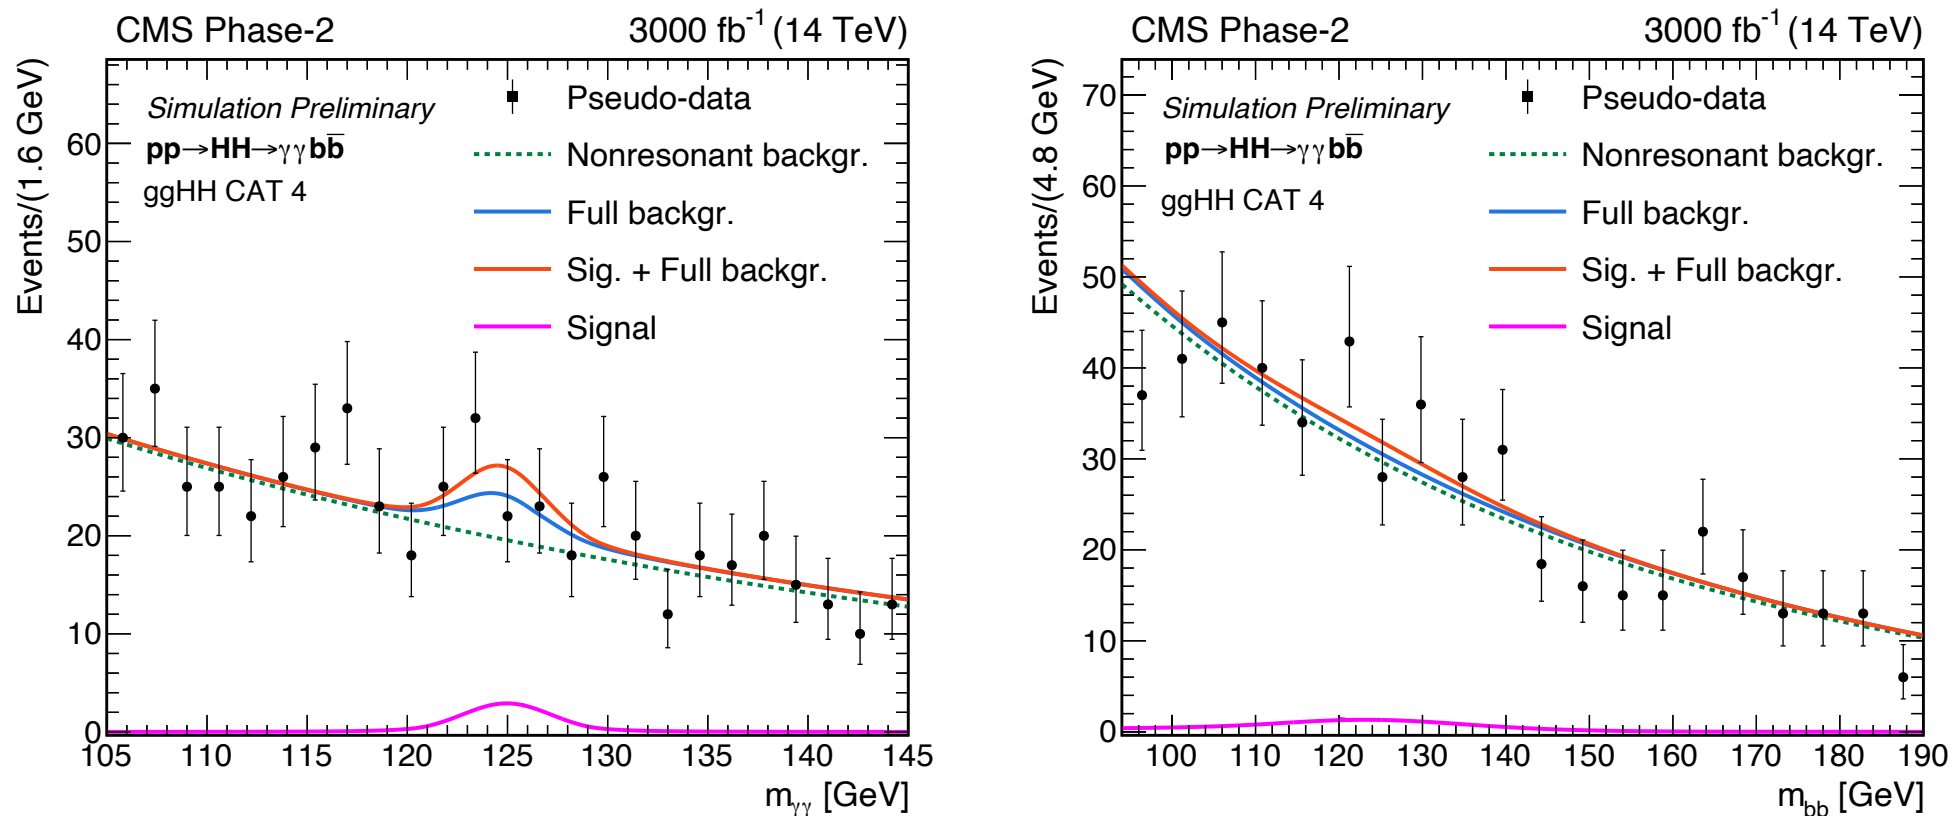 CMS Phase-2 3000 fb⁻¹ (14 TeV)
Events/(1.6 GeV)
Simulation Preliminary
pp→HH→γγbb̅
ggHH CAT 4
Pseudo-data
Nonresonant backgr.
Full backgr.
Sig. + Full backgr.
Signal
60
50
40
30
20
10
0
105 110 115 120 125 130 135 140 145
m_γγ [GeV]
CMS Phase-2 3000 fb⁻¹ (14 TeV)
Events/(4.8 GeV)
Simulation Preliminary
pp→HH→γγbb̅
ggHH CAT 4
Pseudo-data
Nonresonant backgr.
Full backgr.
Sig. + Full backgr.
Signal
70
60
50
40
30
20
10
0
100 110 120 130 140 150 160 170 180 190
m_bb [GeV]